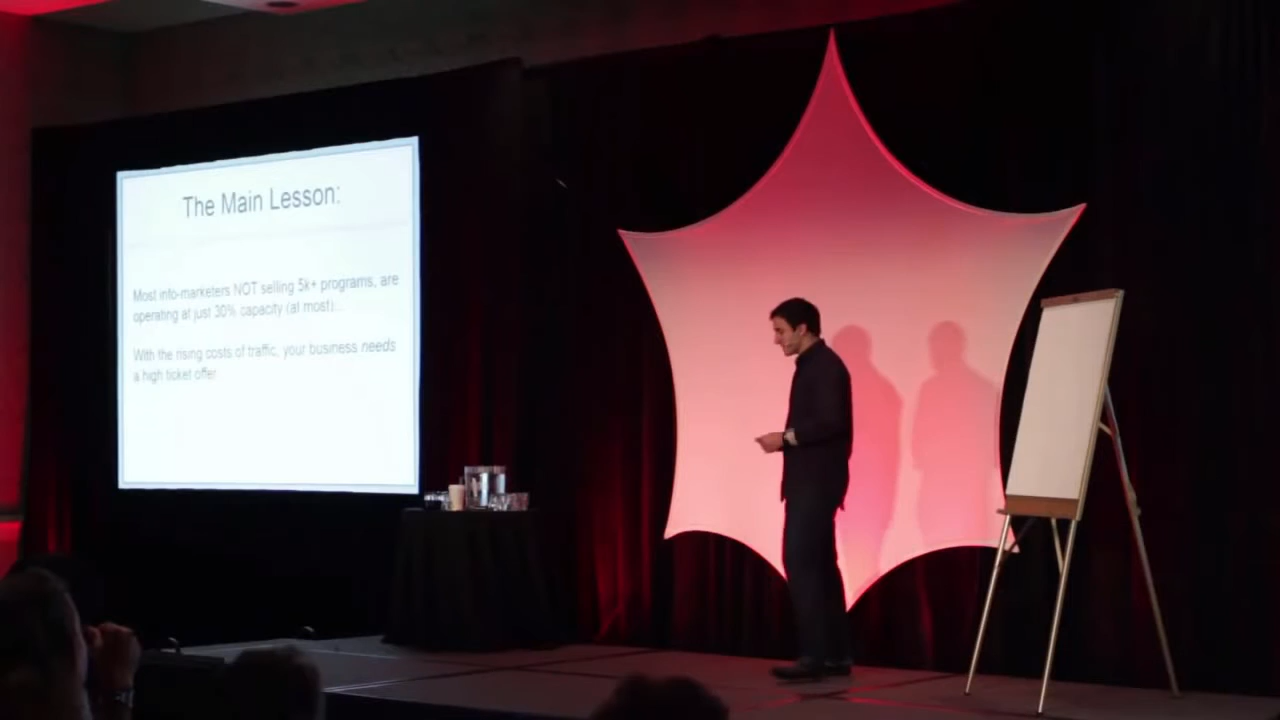 The Main Lesson:
Most info-marketers NOT selling 5k+ programs, are
operating at just 30% capacity (at most)...
With the rising costs of traffic, your business needs
a high ticket offer